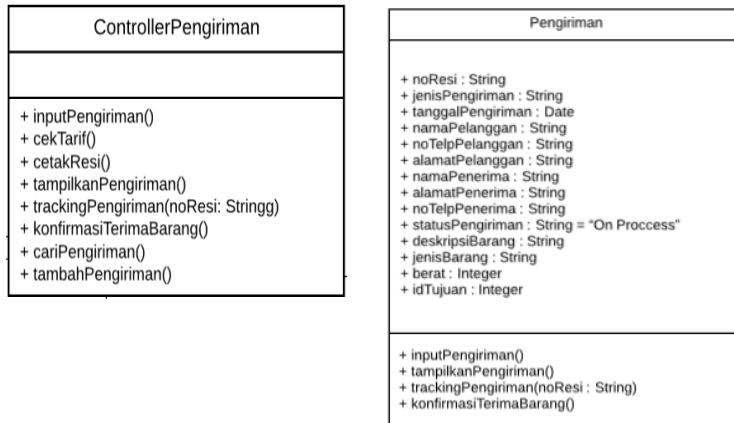 ControllerPengiriman
+ inputPengiriman()
+ cekTarif()
+ cetakResi()
+ tampilkanPengiriman()
+ trackingPengiriman(noResi: Stringg)
+ konfirmasiTerimaBarang()
+ cariPengiriman()
+ tambahPengiriman()
Pengiriman
+ noResi : String
+ jenisPengiriman : String
+ tanggalPengiriman : Date
+ namaPelanggan : String
+ noTelpPelanggan : String
+ alamatPelanggan : String
+ namaPenerima : String
+ alamatPenerima : String
+ noTelpPenerima : String
+ statusPengiriman : String = “On Proccess”
+ deskripsiBarang : String
+ jenisBarang : String
+ berat : Integer
+ idTujuan : Integer
+ inputPengiriman()
+ tampilkanPengiriman()
+ trackingPengiriman(noResi : String)
+ konfirmasiTerimaBarang()